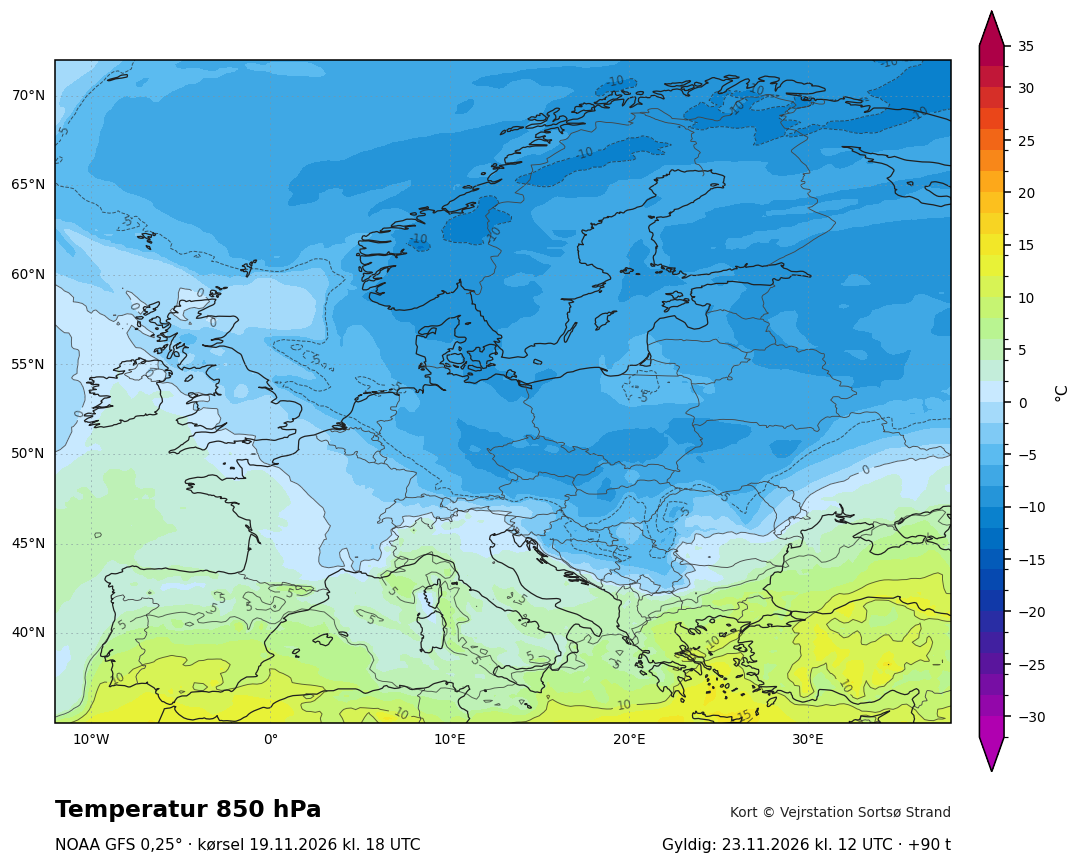 70°N
65°N
60°N
55°N
50°N
45°N
40°N
10°W 0° 10°E 20°E 30°E
35
30
25
20
15
10
5
0
−5
−10
−15
−20
−25
−30
°C
Temperatur 850 hPa
Kort © Vejrstation Sortsø Strand
NOAA GFS 0,25° · kørsel 19.11.2026 kl. 18 UTC
Gyldig: 23.11.2026 kl. 12 UTC · +90 t